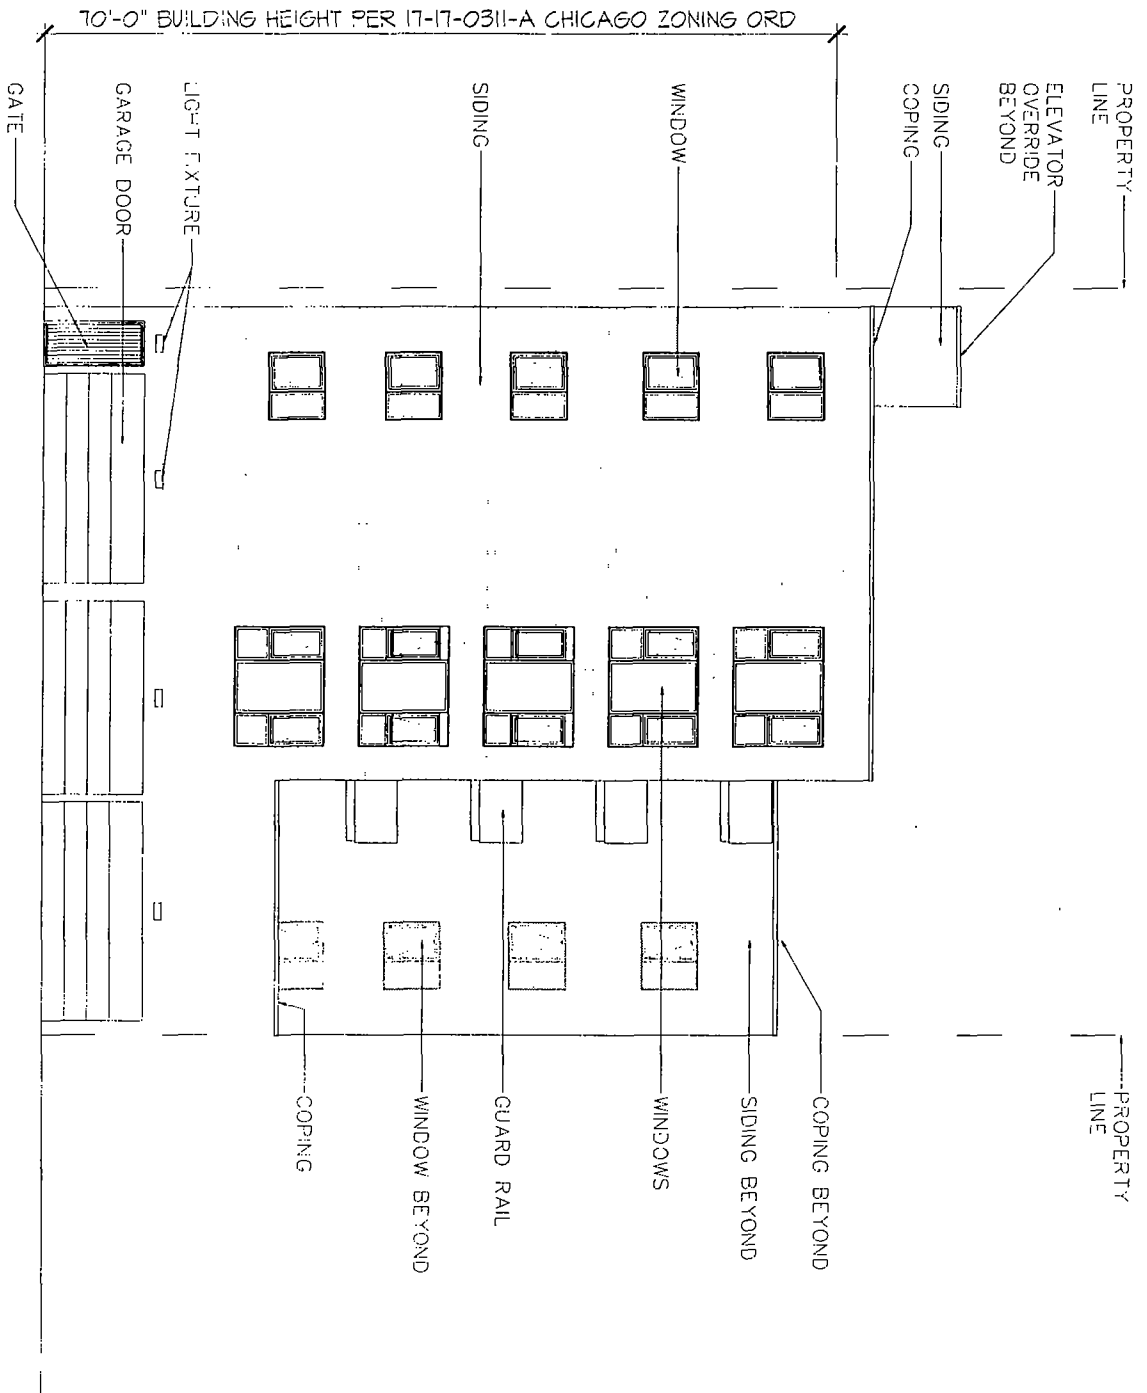 70'-0" BUILDING HEIGHT PER 17-17-0311-A CHICAGO ZONING ORD
PROPERTY
LINE
ELEVATOR
OVERRIDE
BEYOND
SIDING
COPING
WINDOW
SIDING
LIGHT FIXTURE
GARAGE DOOR
GATE
PROPERTY
LINE
COPING BEYOND
SIDING BEYOND
WINDOWS
GUARD RAIL
WINDOW BEYOND
COPING